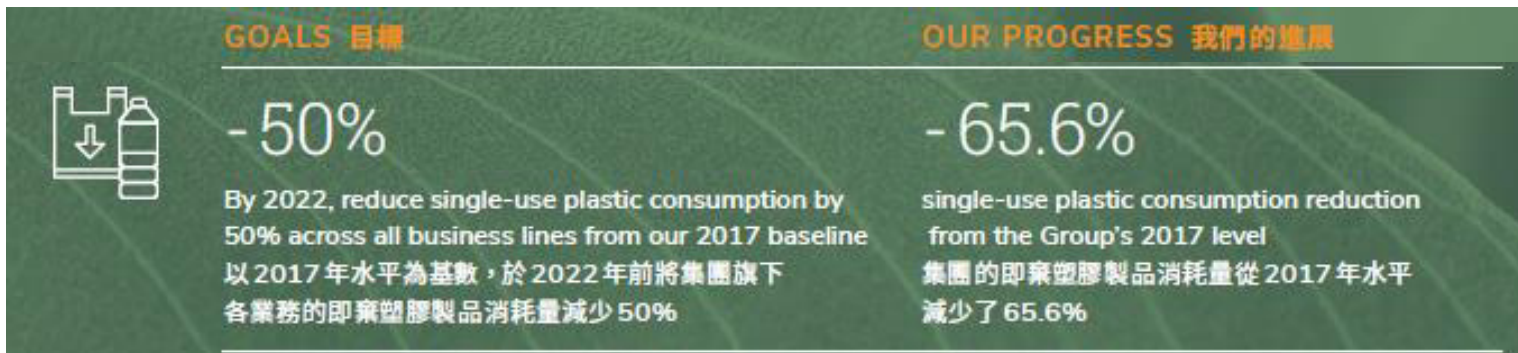 GOALS 目標
OUR PROGRESS 我們的進展
-50%
By 2022, reduce single-use plastic consumption by
50% across all business lines from our 2017 baseline
以2017年水平為基數，於2022年前將集團旗下
各業務的即棄塑膠製品消耗量減少50%
-65.6%
single-use plastic consumption reduction
from the Group's 2017 level
集團的即棄塑膠製品消耗量從2017年水平
減少了65.6%